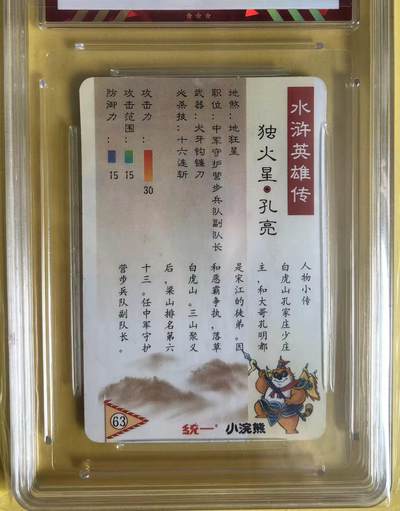 水浒英雄传
独火星•孔亮
地煞：地狂星
职位：中军守护营步兵队副队长
武器：犬牙钩镰刀
必杀技：十六连斩
攻击力：30
攻击范围：15
防御力：15
人物小传
白虎山孔家庄少庄
主，和大哥孔明都
是宋江的徒弟。因
和恶霸争执，落草
白虎山。三山聚义
后，梁山排名第六
十三。任中军守护
营步兵队副队长。
63
统一
小浣熊